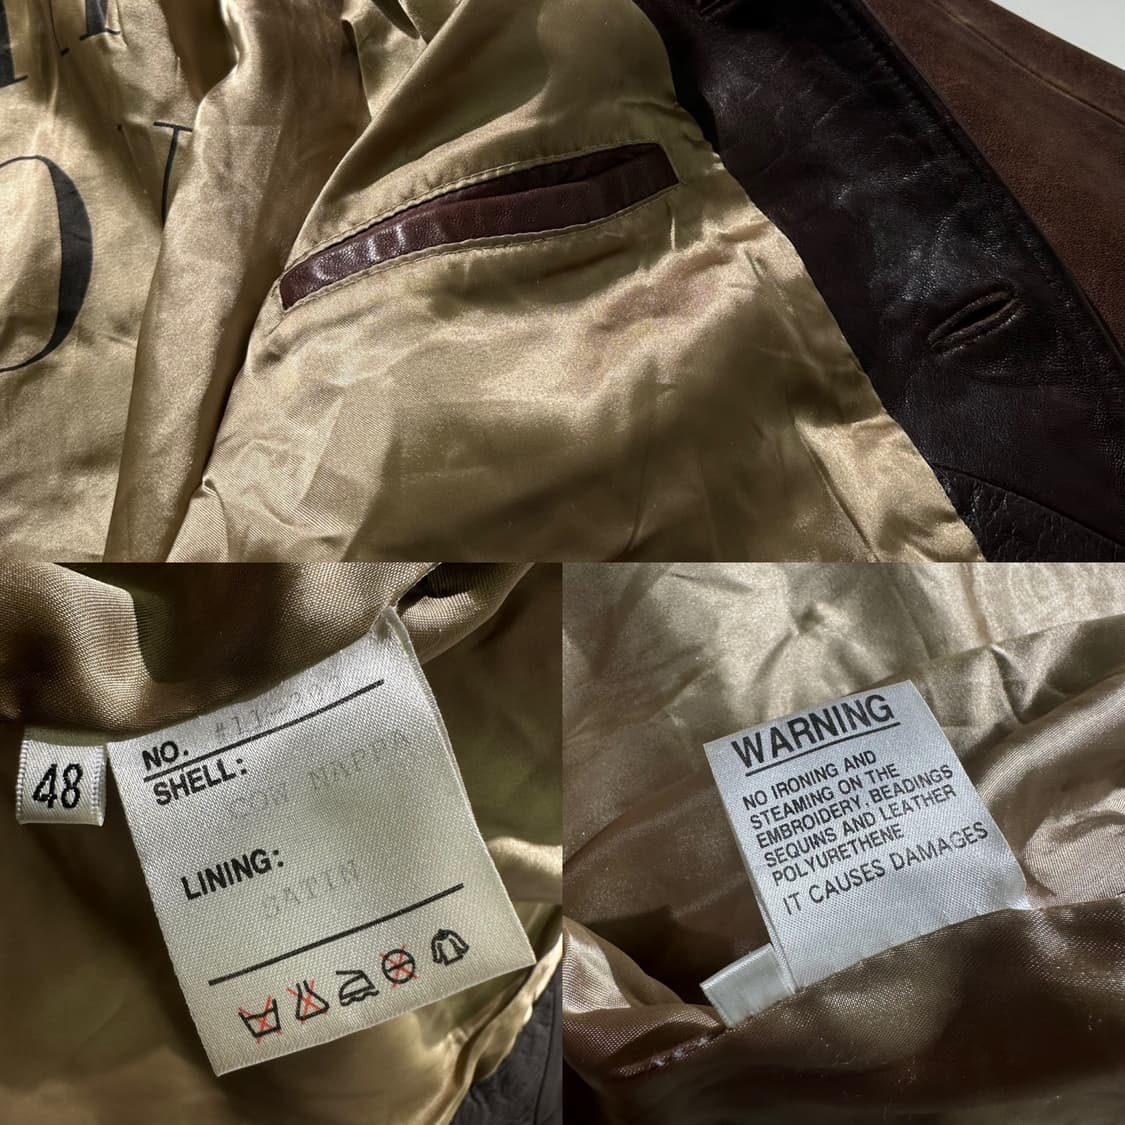 48
NO.
SHELL:
COW NAPPA
LINING:
SATIN
WARNING
NO IRONING AND
STEAMING ON THE
EMBROIDERY, BEADINGS
SEQUINS AND LEATHER
POLYURETHENE
IT CAUSES DAMAGES